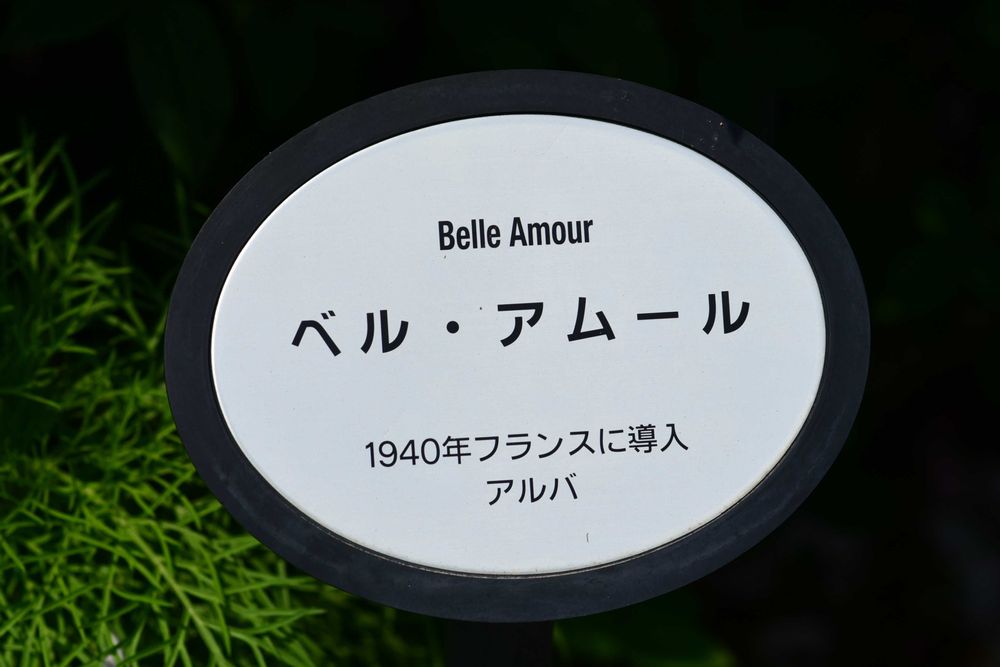 Belle Amour
ベル・アムール
1940年フランスに導入
アルバ